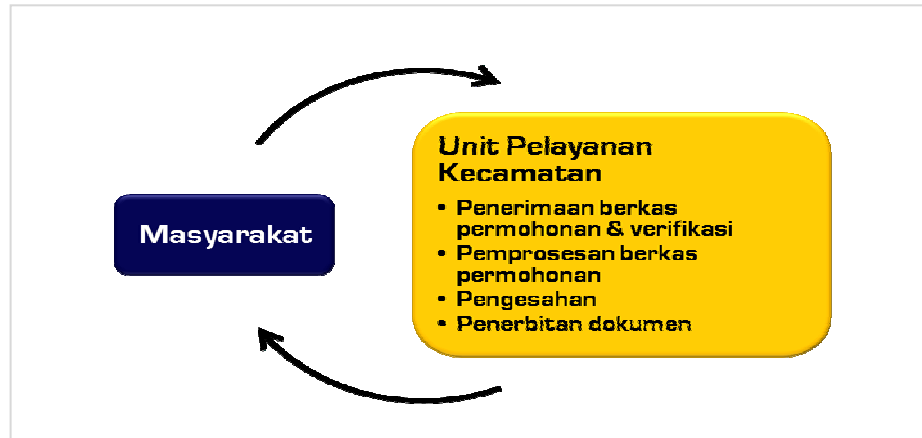 Masyarakat
Unit Pelayanan
Kecamatan
• Penerimaan berkas
permohonan & verifikasi
• Pemprosesan berkas
permohonan
• Pengesahan
• Penerbitan dokumen